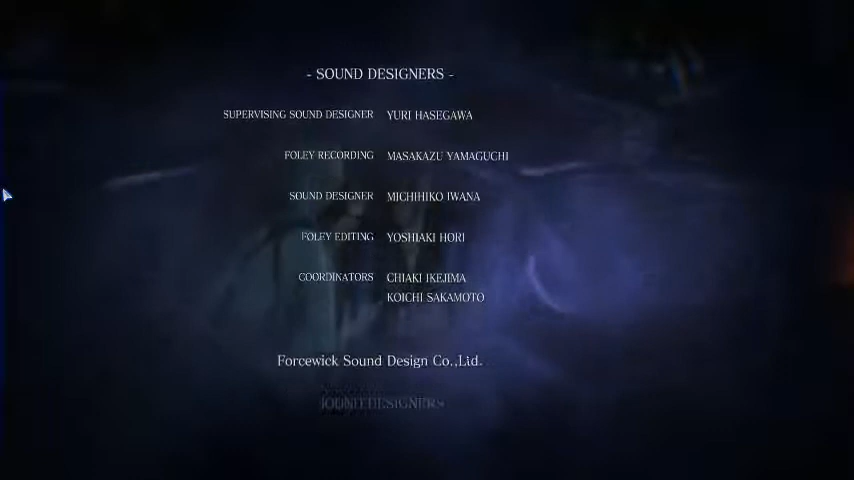 - SOUND DESIGNERS -
SUPERVISING SOUND DESIGNER YURI HASEGAWA
FOLEY RECORDING MASAKAZU YAMAGUCHI
SOUND DESIGNER MICHIHIKO IWANA
FOLEY EDITING YOSHIAKI HORI
COORDINATORS CHIAKI IKEJIMA
KOICHI SAKAMOTO
Forcewick Sound Design Co.,Ltd.